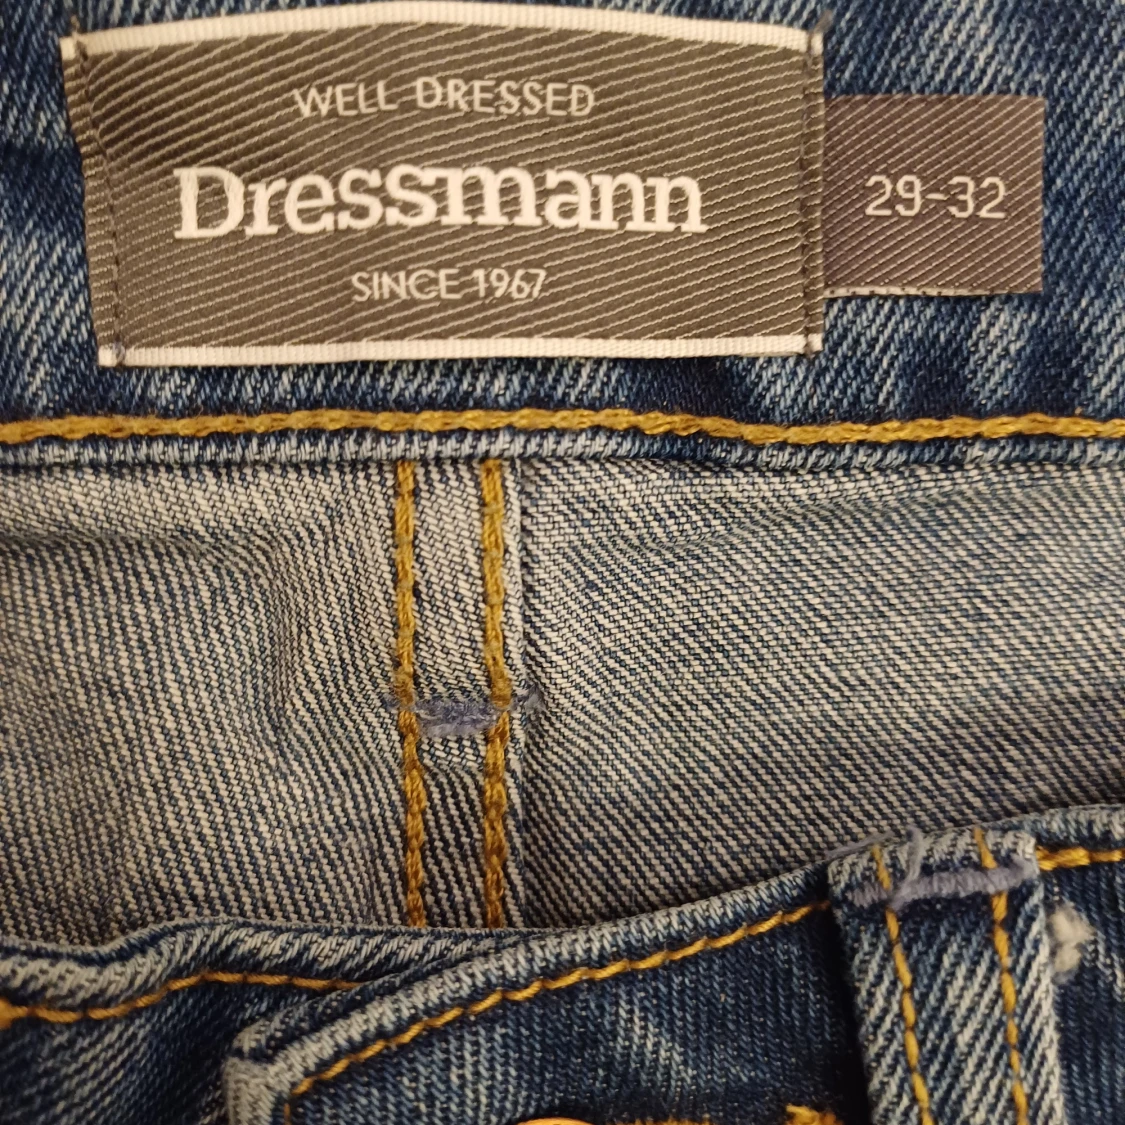 WELL DRESSED
Dressmann
SINCE 1967
29-32